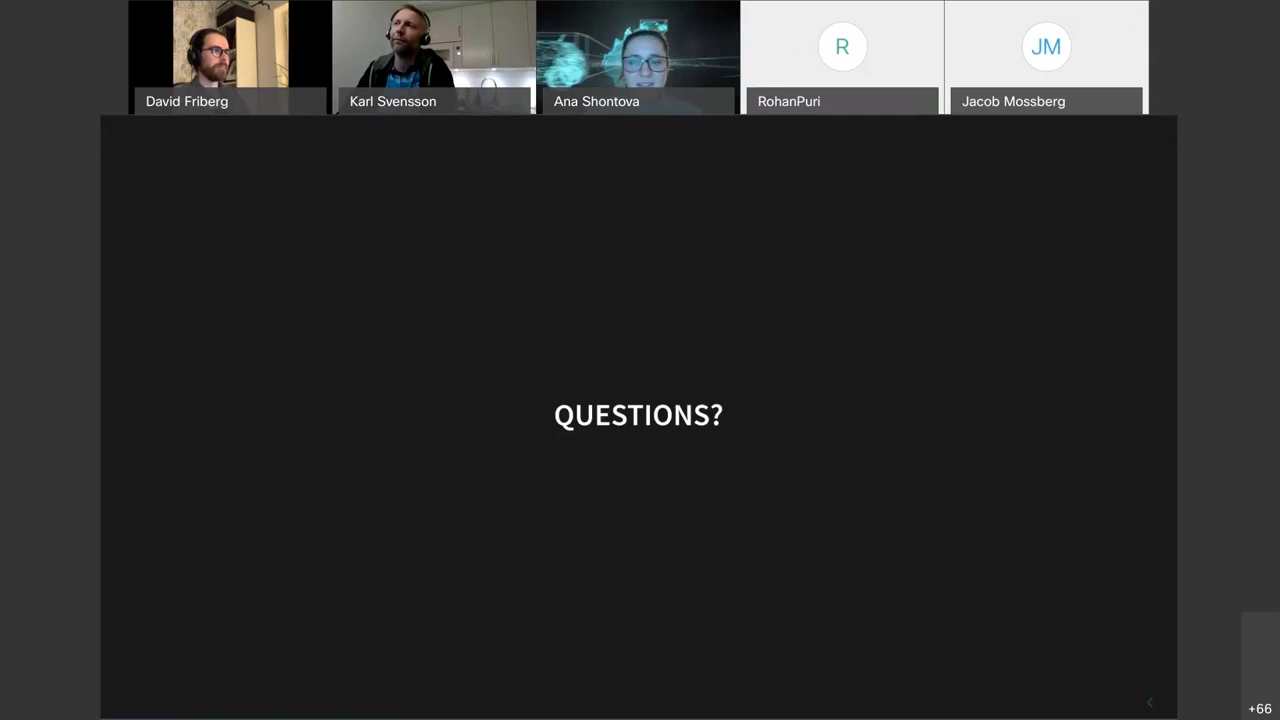 David Friberg
Karl Svensson
Ana Shontova
R
RohanPuri
JM
Jacob Mossberg
QUESTIONS?
+66